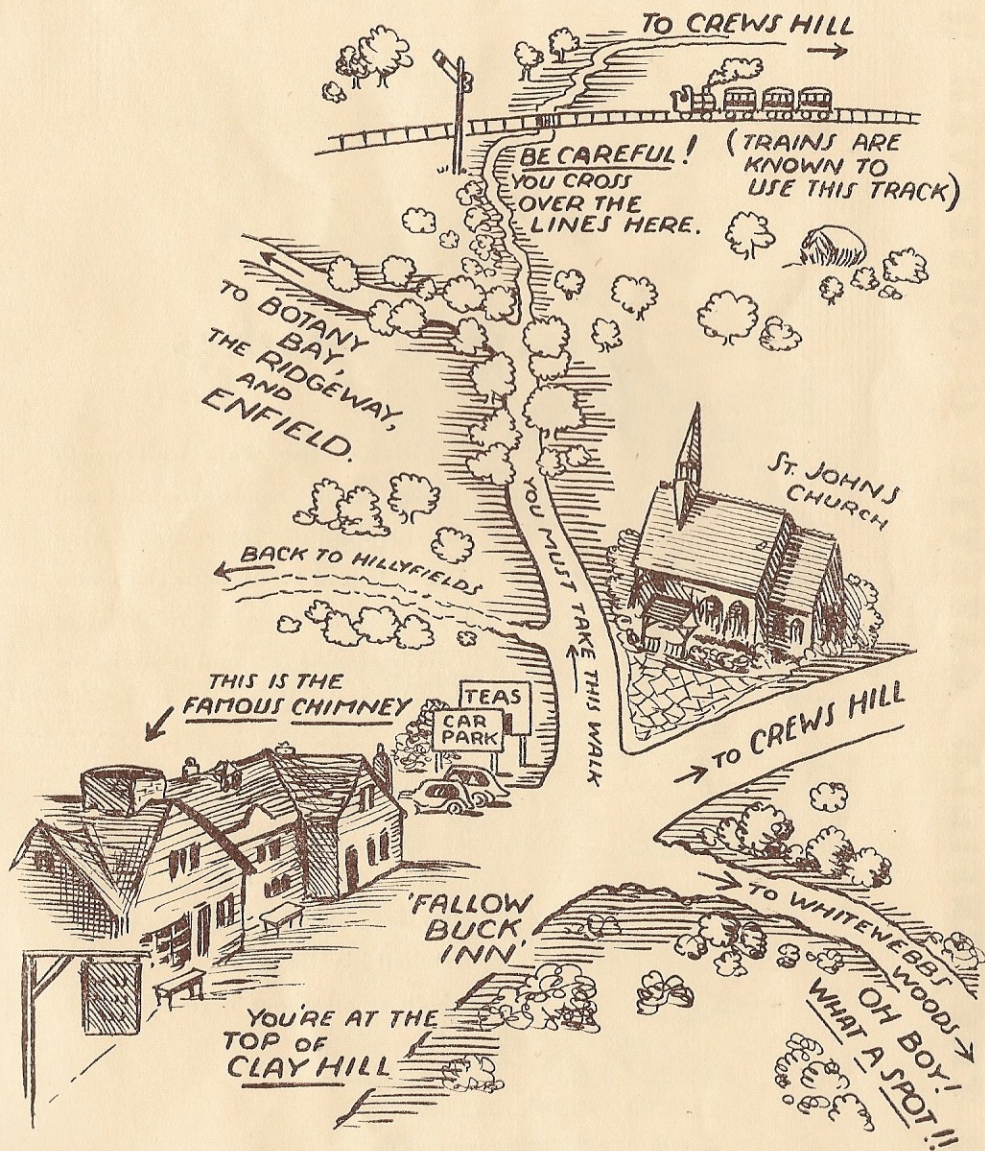 TO CREWS HILL
BE CAREFUL!
YOU CROSS
OVER THE
LINES HERE.
(TRAINS ARE
KNOWN TO
USE THIS TRACK)
TO BOTANY
BAY,
THE RIDGEWAY,
AND
ENFIELD.
ST. JOHNS
CHURCH
YOU MUST TAKE THIS WALK
BACK TO HILLYFIELDS
THIS IS THE
FAMOUS CHIMNEY
TEAS
CAR
PARK
TO CREWS HILL
'FALLOW
BUCK
INN'
TO WHITEWEBBS
WOODS
OH BOY!
WHAT A SPOT!!
YOU'RE AT THE
TOP OF
CLAY HILL